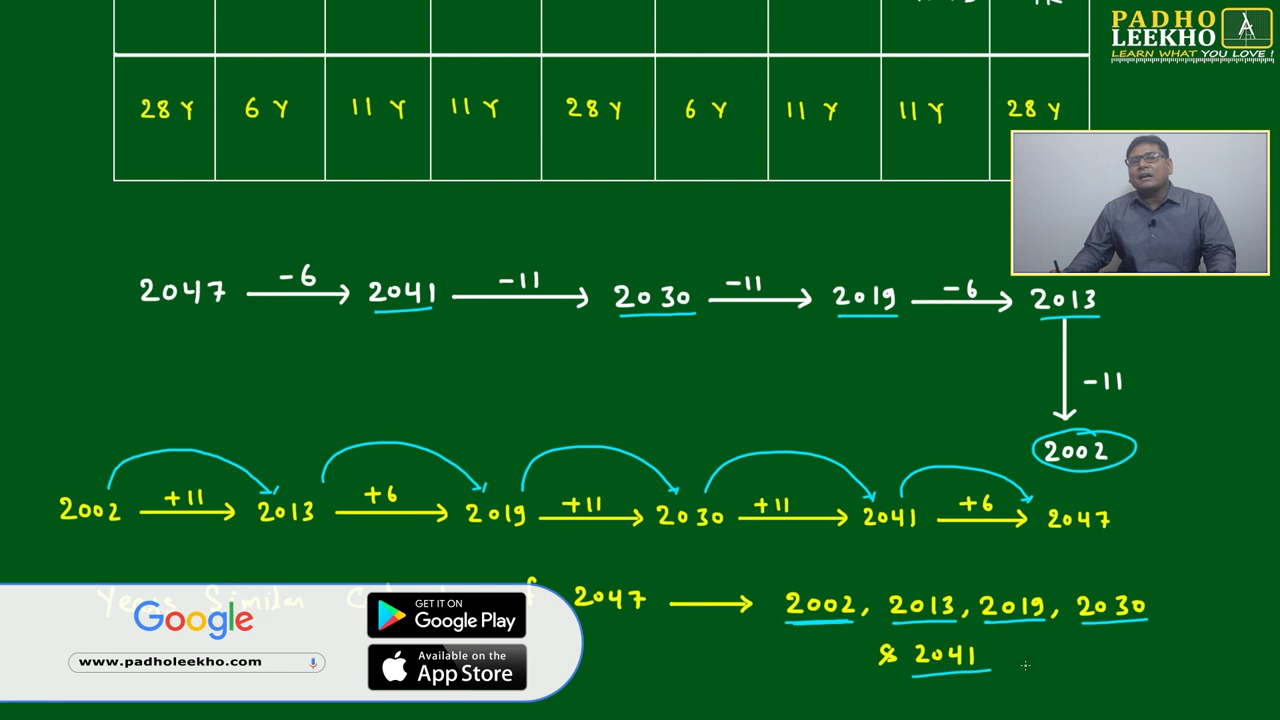 PADHO
LEEKHO
LEARN WHAT YOU LOVE !
28 Y 6 Y 11 Y 11 Y 28 Y 6 Y 11 Y 11 Y 28 Y
2047 -6 2041 -11 2030 -11 2019 -6 2013
-11
2002
2002 +11 2013 +6 2019 +11 2030 +11 2041 +6 2047
Similar 2047 2002, 2013, 2019, 2030
& 2041
Google
www.padholeekho.com
GET IT ON
Google Play
Available on the
App Store